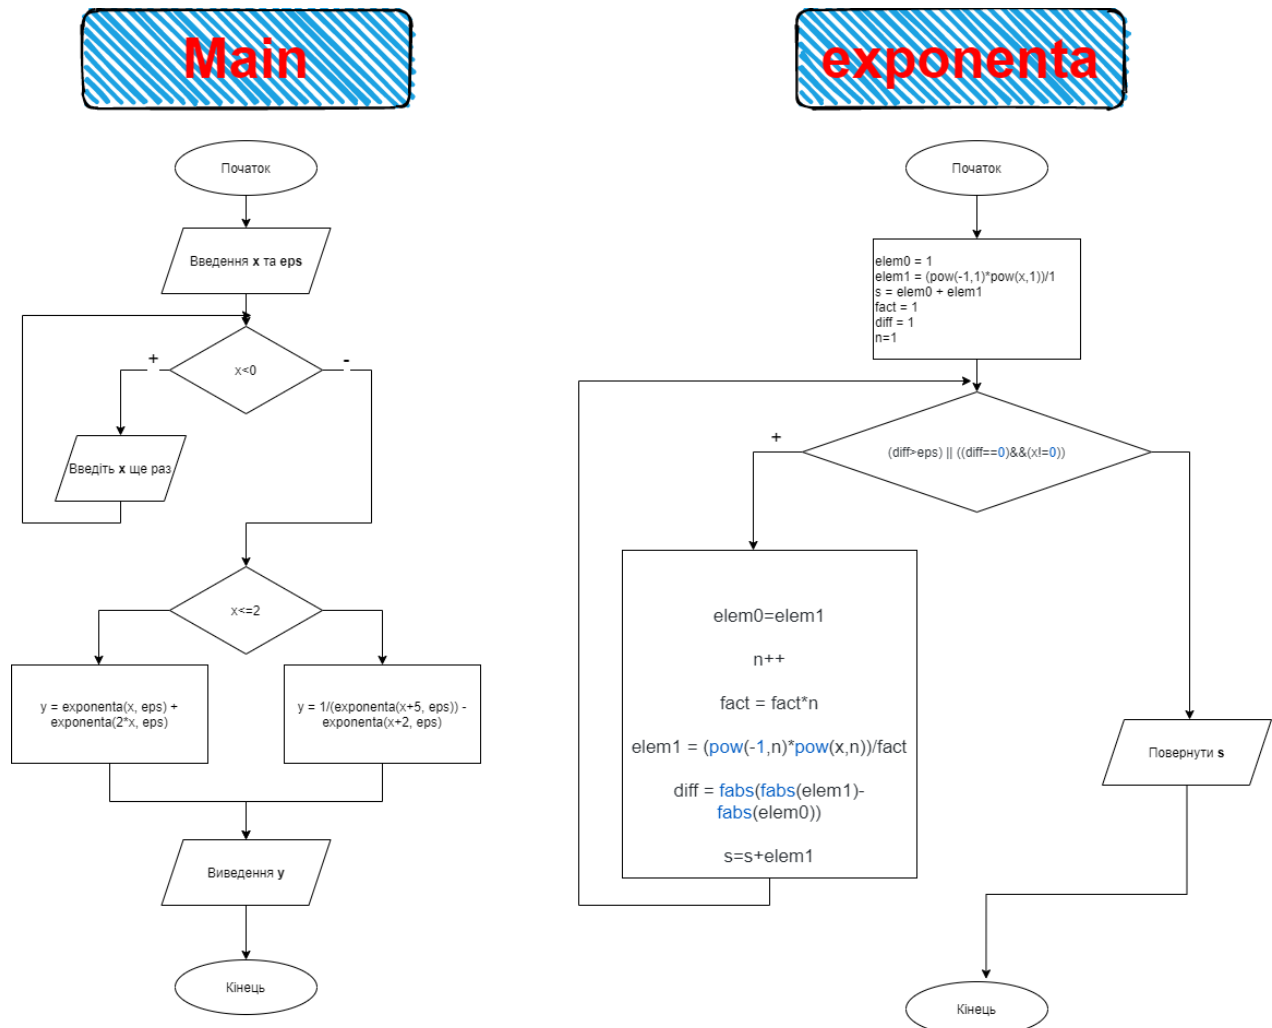 Main
Початок
Введення x та eps
x<0
+
-
Введіть x ще раз
x<=2
y = exponenta(x, eps) +
exponenta(2*x, eps)
y = 1/(exponenta(x+5, eps)) -
exponenta(x+2, eps)
Виведення y
Кінець
exponenta
Початок
elem0 = 1
elem1 = (pow(-1,1)*pow(x,1))/1
s = elem0 + elem1
fact = 1
diff = 1
n=1
(diff>eps) || ((diff==0)&&(x!=0))
+
elem0=elem1
n++
fact = fact*n
elem1 = (pow(-1,n)*pow(x,n))/fact
diff = fabs(fabs(elem1)-
fabs(elem0))
s=s+elem1
Повернути s
Кінець